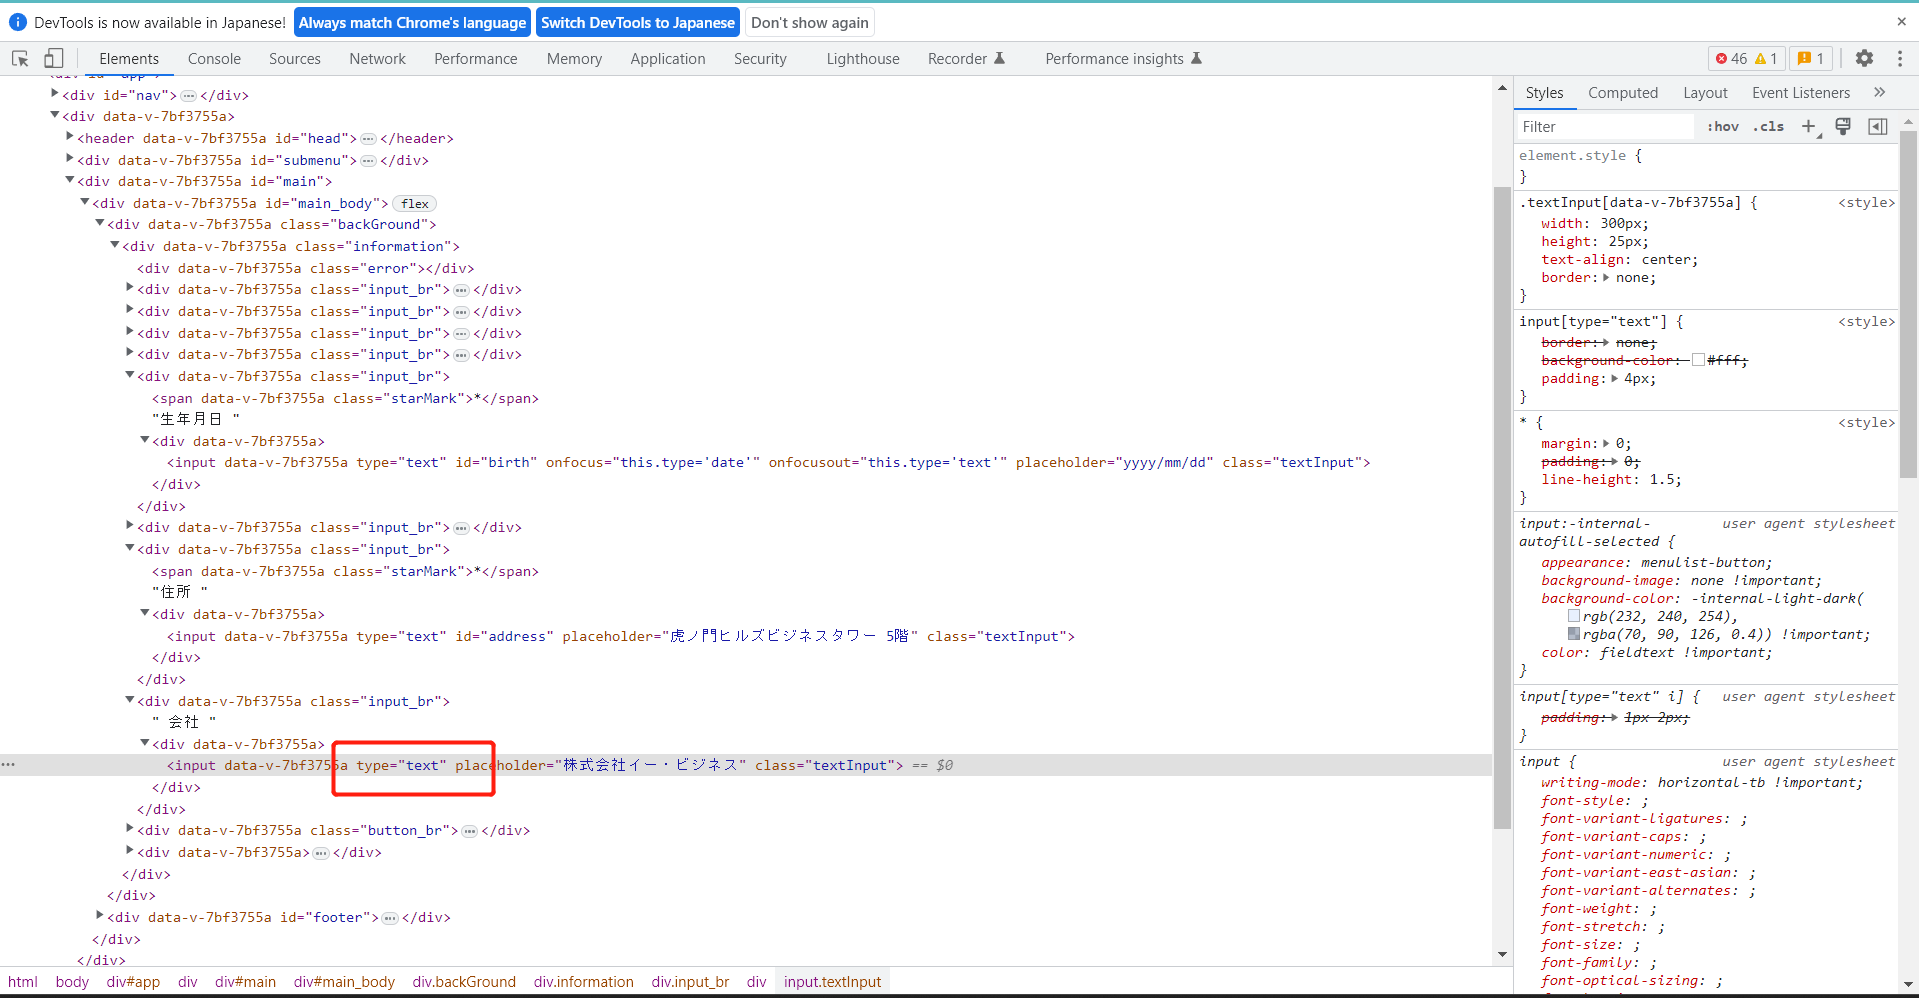 DevTools is now available in Japanese! Always match Chrome's language Switch DevTools to Japanese Don't show again
Elements Console Sources Network Performance Memory Application Security Lighthouse Recorder Performance insights 46 1 1
<div id="nav"> ⋯ </div>
<div data-v-7bf3755a>
<header data-v-7bf3755a id="head"> ⋯ </header>
<div data-v-7bf3755a id="submenu"> ⋯ </div>
<div data-v-7bf3755a id="main">
<div data-v-7bf3755a id="main_body"> flex
<div data-v-7bf3755a class="backGround">
<div data-v-7bf3755a class="information">
<div data-v-7bf3755a class="error"></div>
<div data-v-7bf3755a class="input_br"> ⋯ </div>
<div data-v-7bf3755a class="input_br"> ⋯ </div>
<div data-v-7bf3755a class="input_br"> ⋯ </div>
<div data-v-7bf3755a class="input_br"> ⋯ </div>
<div data-v-7bf3755a class="input_br">
<span data-v-7bf3755a class="starMark">*</span>
"生年月日 "
<div data-v-7bf3755a>
<input data-v-7bf3755a type="text" id="birth" onfocus="this.type='date'" onfocusout="this.type='text'" placeholder="yyyy/mm/dd" class="textInput">
</div>
</div>
<div data-v-7bf3755a class="input_br"> ⋯ </div>
<div data-v-7bf3755a class="input_br">
<span data-v-7bf3755a class="starMark">*</span>
"住所 "
<div data-v-7bf3755a>
<input data-v-7bf3755a type="text" id="address" placeholder="虎ノ門ヒルズビジネスタワー 5階" class="textInput">
</div>
</div>
<div data-v-7bf3755a class="input_br">
" 会社 "
<div data-v-7bf3755a>
<input data-v-7bf3755a type="text" placeholder="株式会社イー・ビジネス" class="textInput"> == $0
</div>
</div>
<div data-v-7bf3755a class="button_br"> ⋯ </div>
<div data-v-7bf3755a> ⋯ </div>
</div>
</div>
<div data-v-7bf3755a id="footer"> ⋯ </div>
</div>
</div>
html body div#app div div#main div#main_body div.backGround div.information div.input_br div input.textInput
Styles Computed Layout Event Listeners
Filter :hov .cls
element.style {
}
.textInput[data-v-7bf3755a] { <style>
width: 300px;
height: 25px;
text-align: center;
border: none;
}
input[type="text"] { <style>
border: none;
background-color: #fff;
padding: 4px;
}
* { <style>
margin: 0;
padding: 0;
line-height: 1.5;
}
input:-internal- user agent stylesheet
autofill-selected {
appearance: menulist-button;
background-image: none !important;
background-color: -internal-light-dark(
rgb(232, 240, 254),
rgba(70, 90, 126, 0.4)) !important;
color: fieldtext !important;
}
input[type="text" i] { user agent stylesheet
padding: 1px 2px;
}
input { user agent stylesheet
writing-mode: horizontal-tb !important;
font-style: ;
font-variant-ligatures: ;
font-variant-caps: ;
font-variant-numeric: ;
font-variant-east-asian: ;
font-variant-alternates: ;
font-weight: ;
font-stretch: ;
font-size: ;
font-family: ;
font-optical-sizing: ;